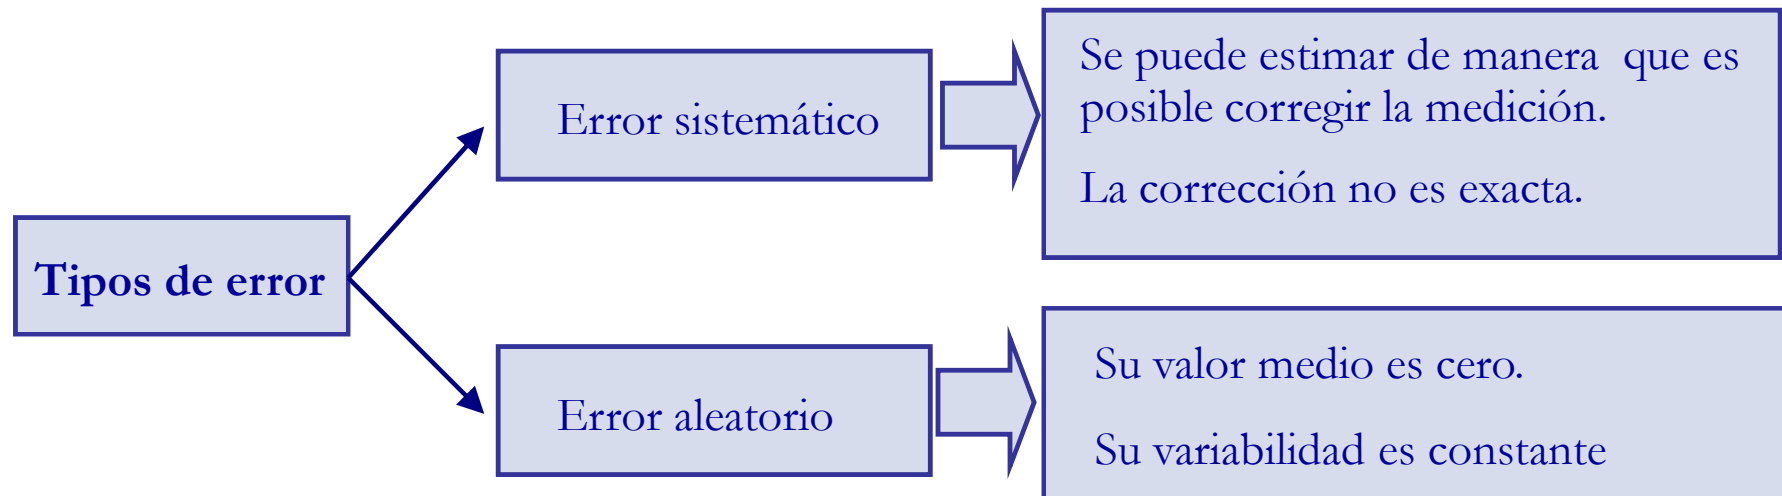 Tipos de error
Error sistemático
Se puede estimar de manera que es
posible corregir la medición.
La corrección no es exacta.
Error aleatorio
Su valor medio es cero.
Su variabilidad es constante